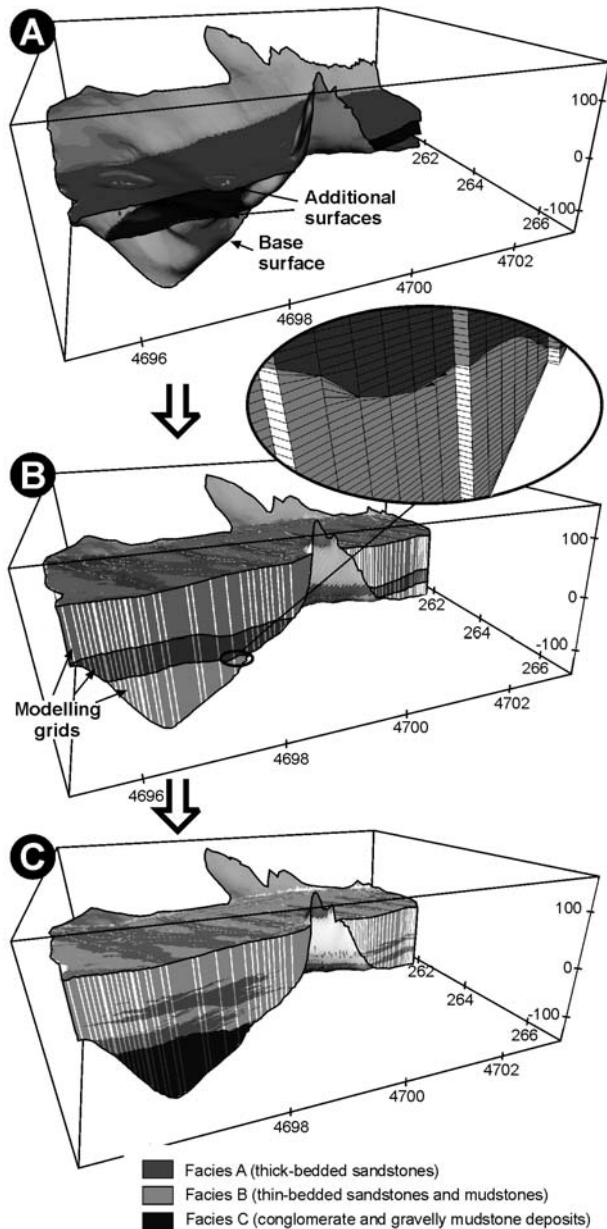 A
100
0
-100
262
264
266
4702
4700
4698
4696
Additional
surfaces
Base
surface
B
100
0
-100
262
264
266
4702
4700
4698
4696
Modelling
grids
C
100
0
-100
262
264
266
4702
4700
4698
Facies A (thick-bedded sandstones)
Facies B (thin-bedded sandstones and mudstones)
Facies C (conglomerate and gravelly mudstone deposits)